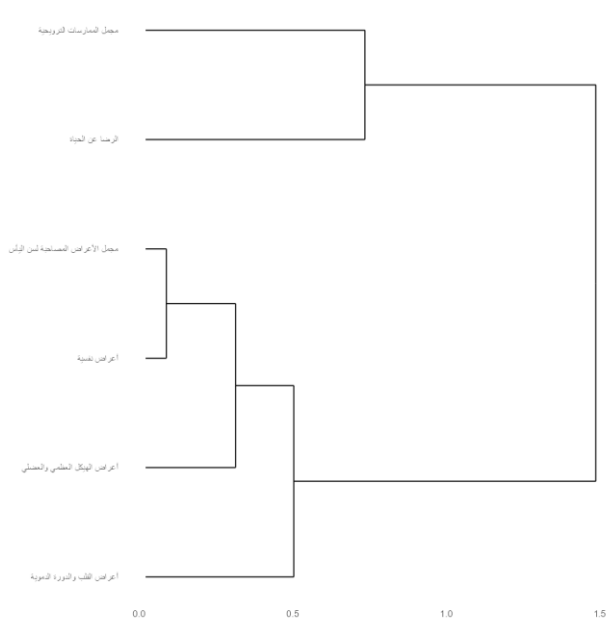 مجمل الممارسات الترويحية
الرضا عن الحياة
مجمل الأعراض المصاحبة لسن اليأس
أعراض نفسية
أعراض الهيكل العظمي والعضلي
أعراض القلب والدورة الدموية
0.0 0.5 1.0 1.5